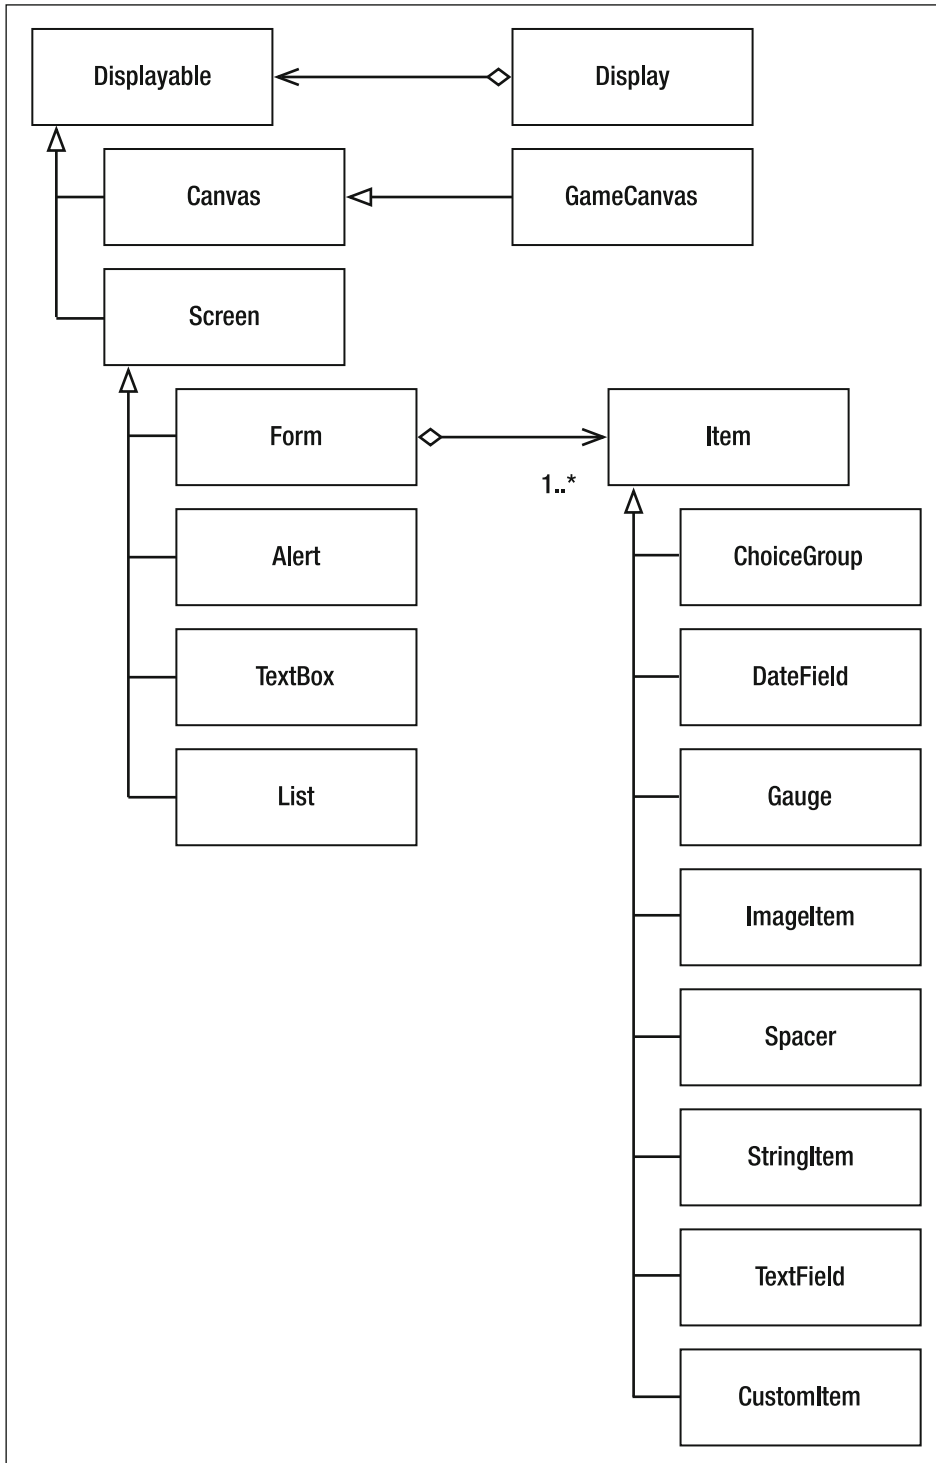 Displayable
Display
Canvas
GameCanvas
Screen
Form
Item
1..*
Alert
ChoiceGroup
TextBox
DateField
List
Gauge
ImageItem
Spacer
StringItem
TextField
CustomItem